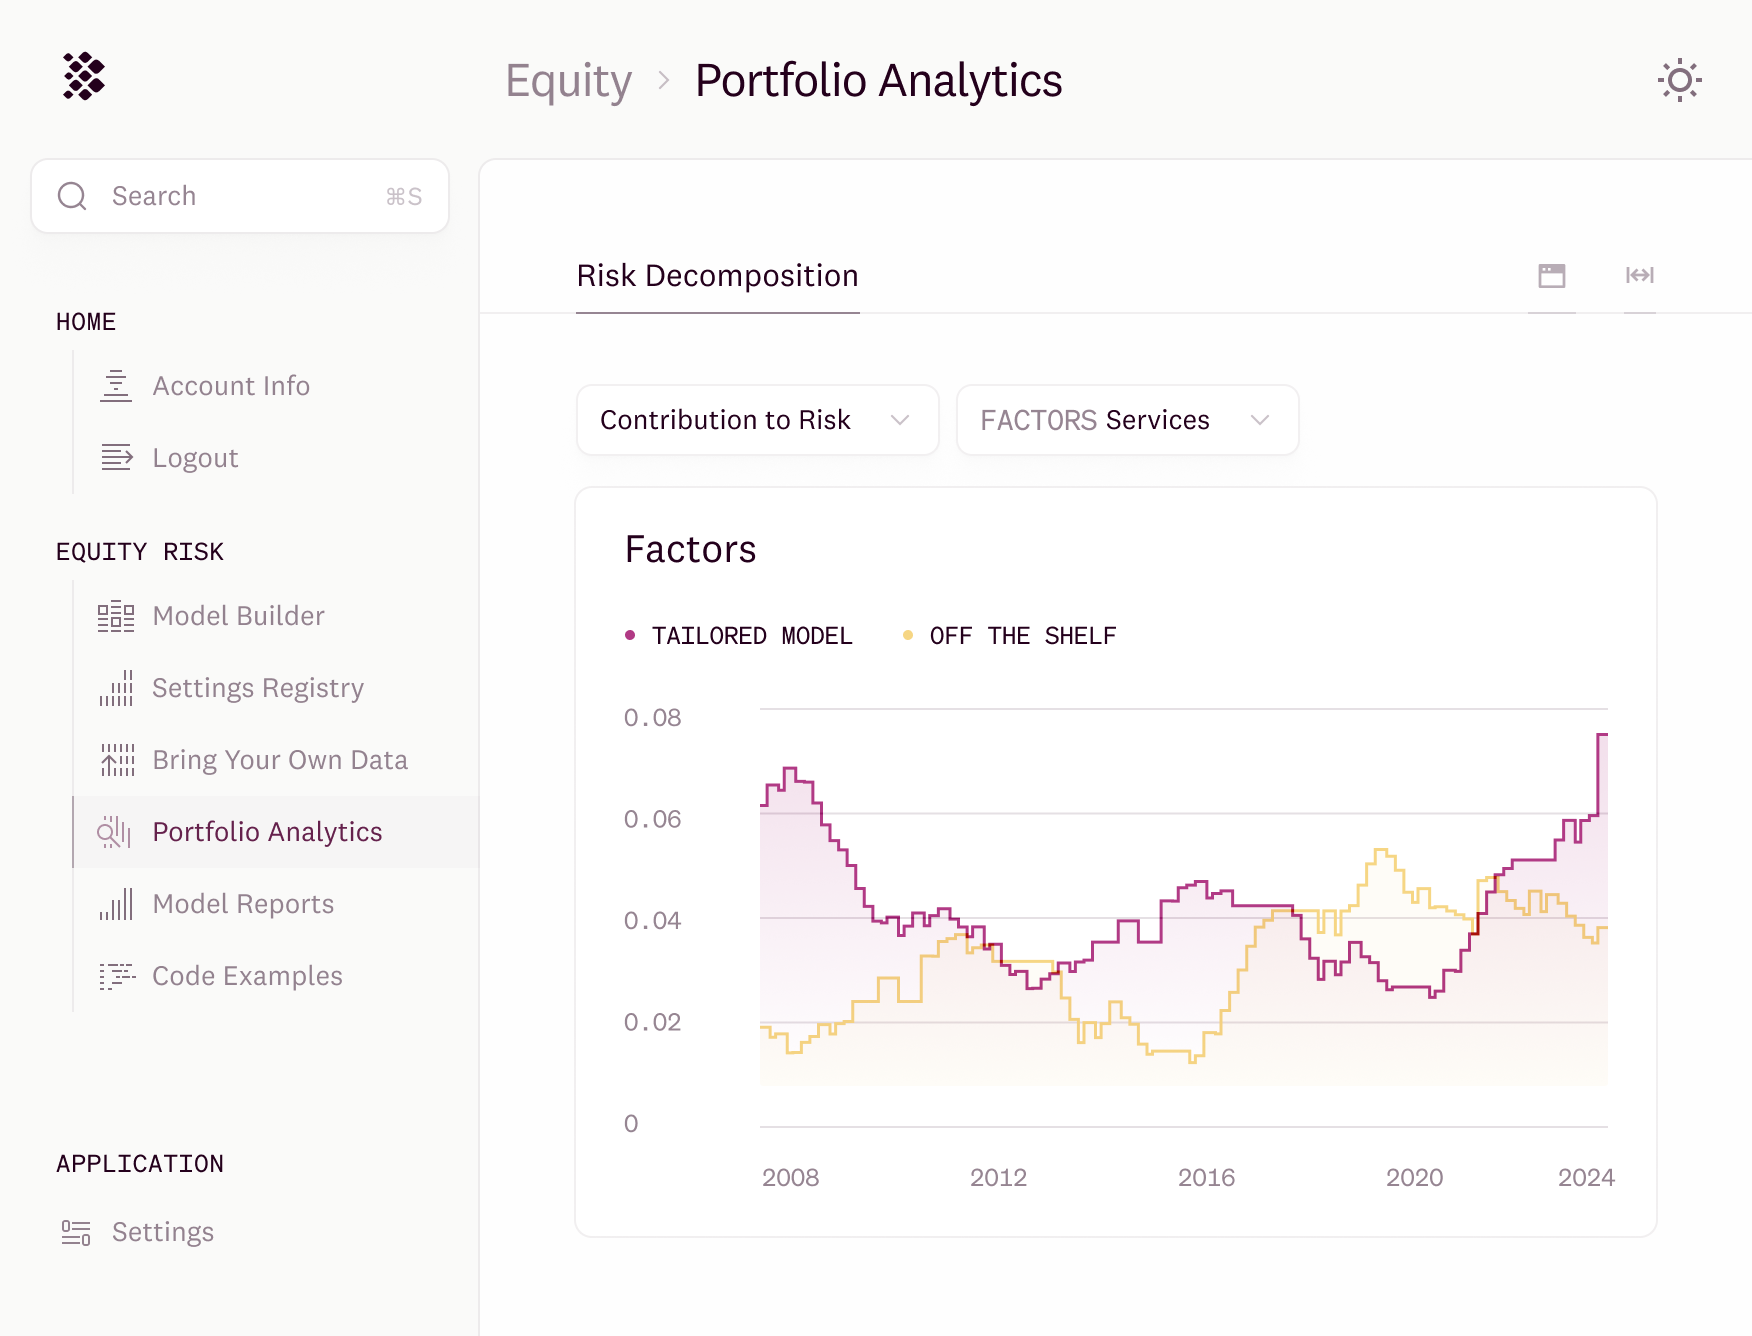 Equity > Portfolio Analytics
Search ⌘S
HOME
Account Info
Logout
EQUITY RISK
Model Builder
Settings Registry
Bring Your Own Data
Portfolio Analytics
Model Reports
Code Examples
APPLICATION
Settings
Risk Decomposition
Contribution to Risk
FACTORS Services
Factors
TAILORED MODEL
OFF THE SHELF
0.08
0.06
0.04
0.02
0
2008 2012 2016 2020 2024